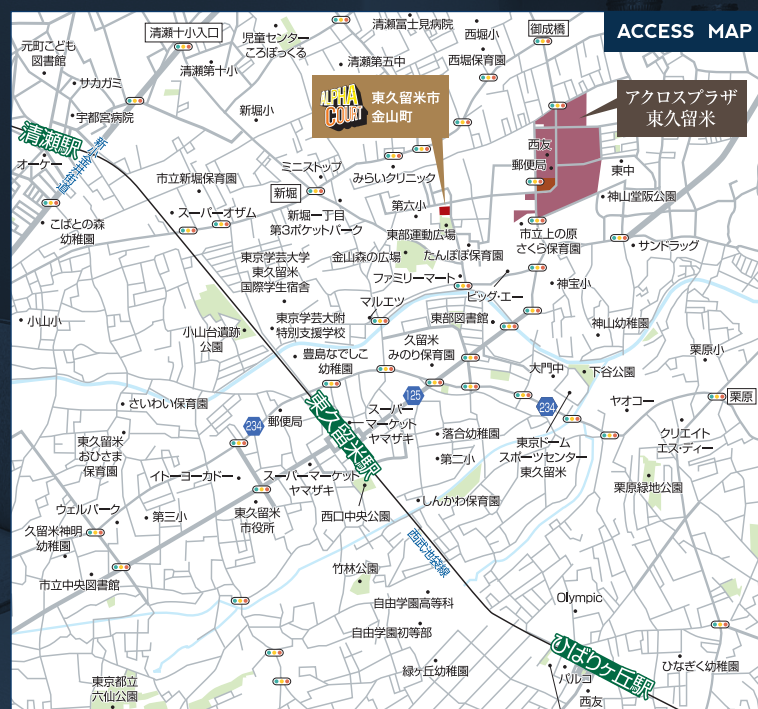 ACCESS MAP
清瀬富士見病院
西堀小
御成橋
清瀬十小入口
児童センター
ころぽっくる
元町こども
図書館
清瀬第五中
西堀保育園
清瀬第十小
サカガミ
宇都宮病院
新堀小
ALPHA
COURT
東久留米市
金山町
アクロスプラザ
東久留米
清瀬駅
新小金井街道
オーケー
西友
郵便局
ミニストップ
みらいクリニック
東中
市立新堀保育園
新堀
神山堂阪公園
スーパーオザム
新堀一丁目
第3ポケットパーク
第六小
こばとの森
幼稚園
東部運動広場
市立上の原
さくら保育園
サンドラッグ
東京学芸大学
東久留米
国際学生宿舎
金山森の広場
たんぽぽ保育園
ファミリーマート
神宝小
ビッグ・エー
マルエツ
小山小
小山台遺跡
公園
東京学芸大附
特別支援学校
東部図書館
神山幼稚園
久留米
みのり保育園
豊島なでしこ
幼稚園
栗原小
大門中
下谷公園
125
234
栗原
さいわい保育園
234
郵便局
東久留米駅
スーパー
マーケット
ヤマザキ
ヤオコー
東久留米
おひさま
保育園
落合幼稚園
東京ドーム
スポーツセンター
東久留米
クリエイト
エス・ディー
第二小
イトーヨーカドー
スーパーマーケット
ヤマザキ
栗原緑地公園
ウェルパーク
第三小
東久留米
市役所
西口中央公園
しんかわ保育園
久留米神明
幼稚園
西武池袋線
市立中央図書館
竹林公園
自由学園高等科
Olympic
自由学園初等部
ひばりヶ丘駅
緑ヶ丘幼稚園
ひなぎく幼稚園
パルコ
東京都立
六仙公園
西友